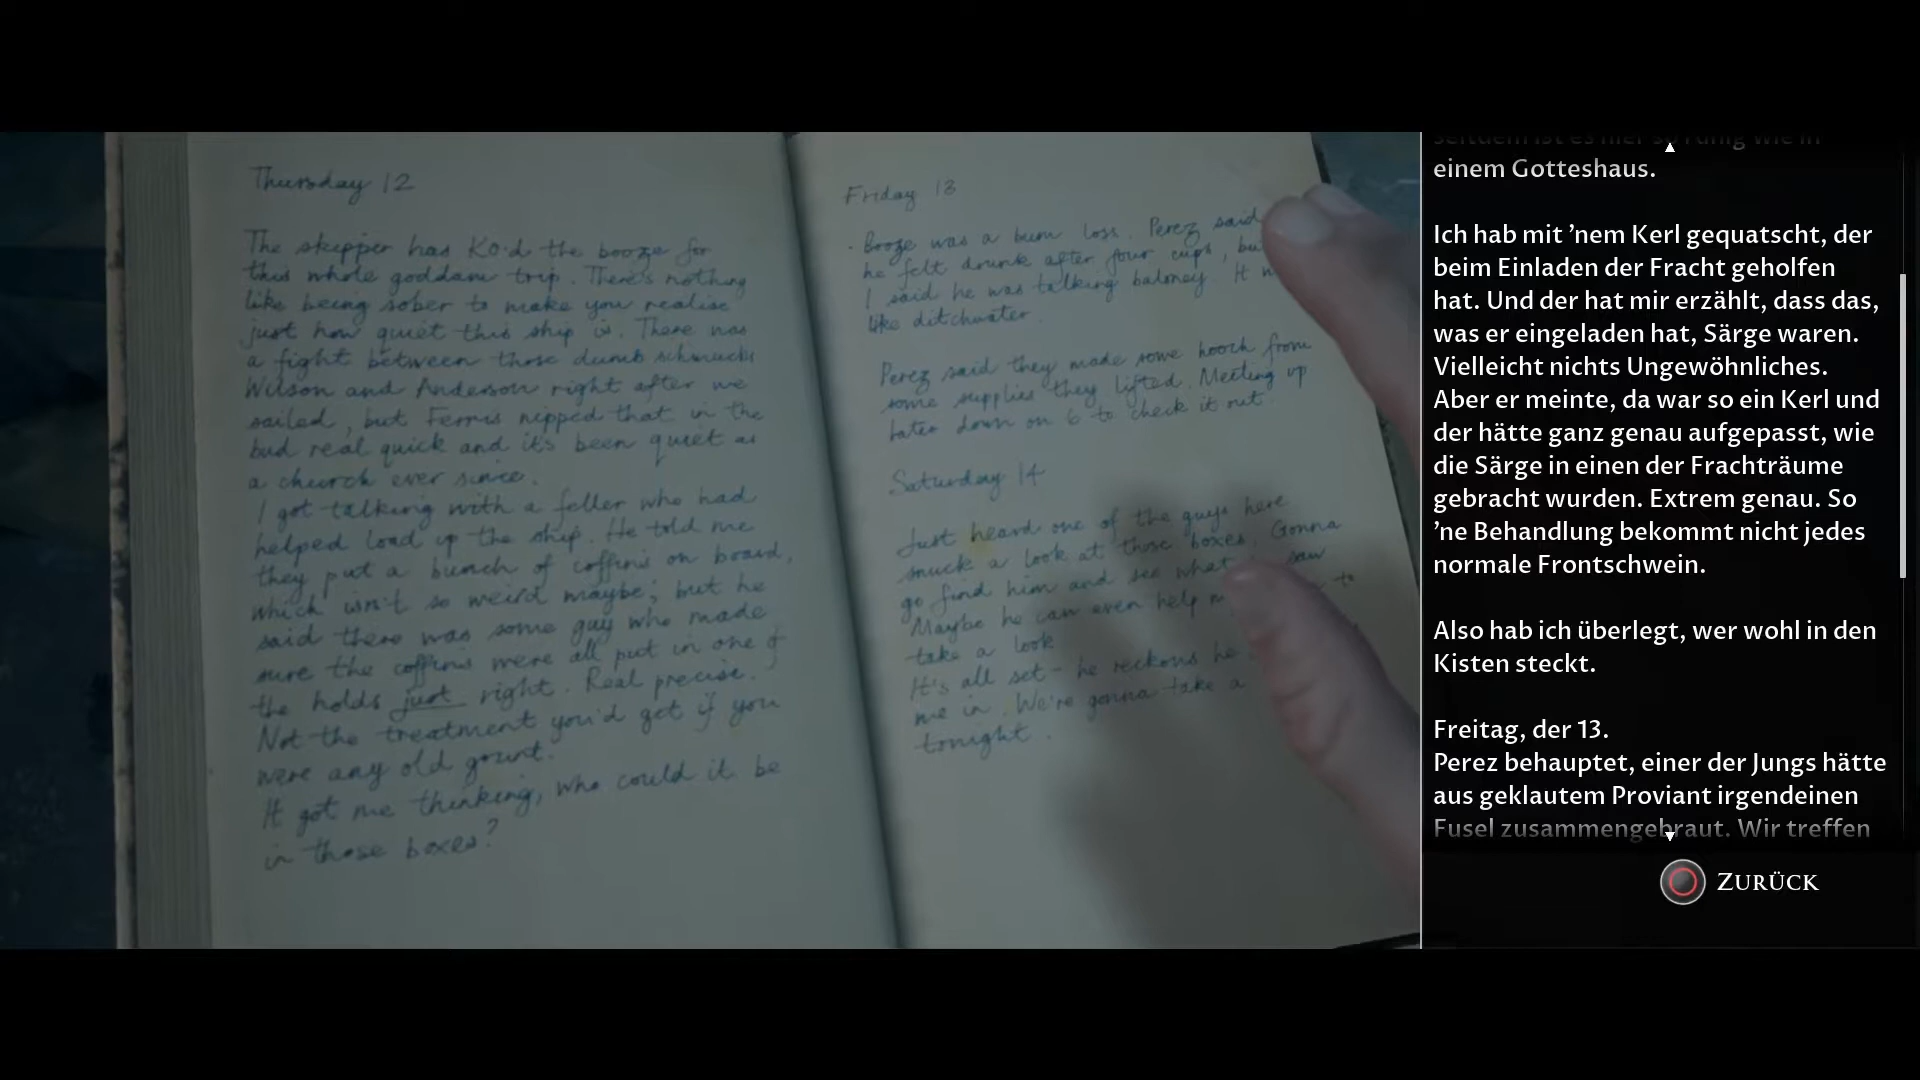 Thursday 12
The skipper has KO'd the booze for
this whole goddam trip. There's nothing
like being sober to make you realise
just how quiet this ship is. There was
a fight between those dumb schmucks
Wilson and Anderson right after we
sailed, but Ferris nipped that in the
bud real quick and it's been quiet as
a church ever since.
I got talking with a feller who had
helped load up the ship. He told me
they put a bunch of coffins on board,
which isn't so weird maybe; but he
said there was some guy who made
sure the coffins were all put in one of
the holds just right. Real precise.
Not the treatment you'd get if you
were any old grunt.
It got me thinking, who could it be
in those boxes?
Friday 13
Booze was a bum loss. Perez said
he felt drunk after four cups, but
I said he was talking baloney. It
like ditchwater.
Perez said they made some hooch from
some supplies they lifted. Meeting up
later down on 6 to check it out.
Saturday 14
Just heard one of the guys here
snuck a look at those boxes. Gonna
go find him and see what saw
Maybe he can even help to
take a look
It's all set - he reckons he
me in. We're gonna take a
tonight.
seitdem ist es hier so ruhig wie in
einem Gotteshaus.
Ich hab mit ’nem Kerl gequatscht, der
beim Einladen der Fracht geholfen
hat. Und der hat mir erzählt, dass das,
was er eingeladen hat, Särge waren.
Vielleicht nichts Ungewöhnliches.
Aber er meinte, da war so ein Kerl und
der hätte ganz genau aufgepasst, wie
die Särge in einen der Frachträume
gebracht wurden. Extrem genau. So
’ne Behandlung bekommt nicht jedes
normale Frontschwein.
Also hab ich überlegt, wer wohl in den
Kisten steckt.
Freitag, der 13.
Perez behauptet, einer der Jungs hätte
aus geklautem Proviant irgendeinen
Fusel zusammengebraut. Wir treffen
ZURÜCK